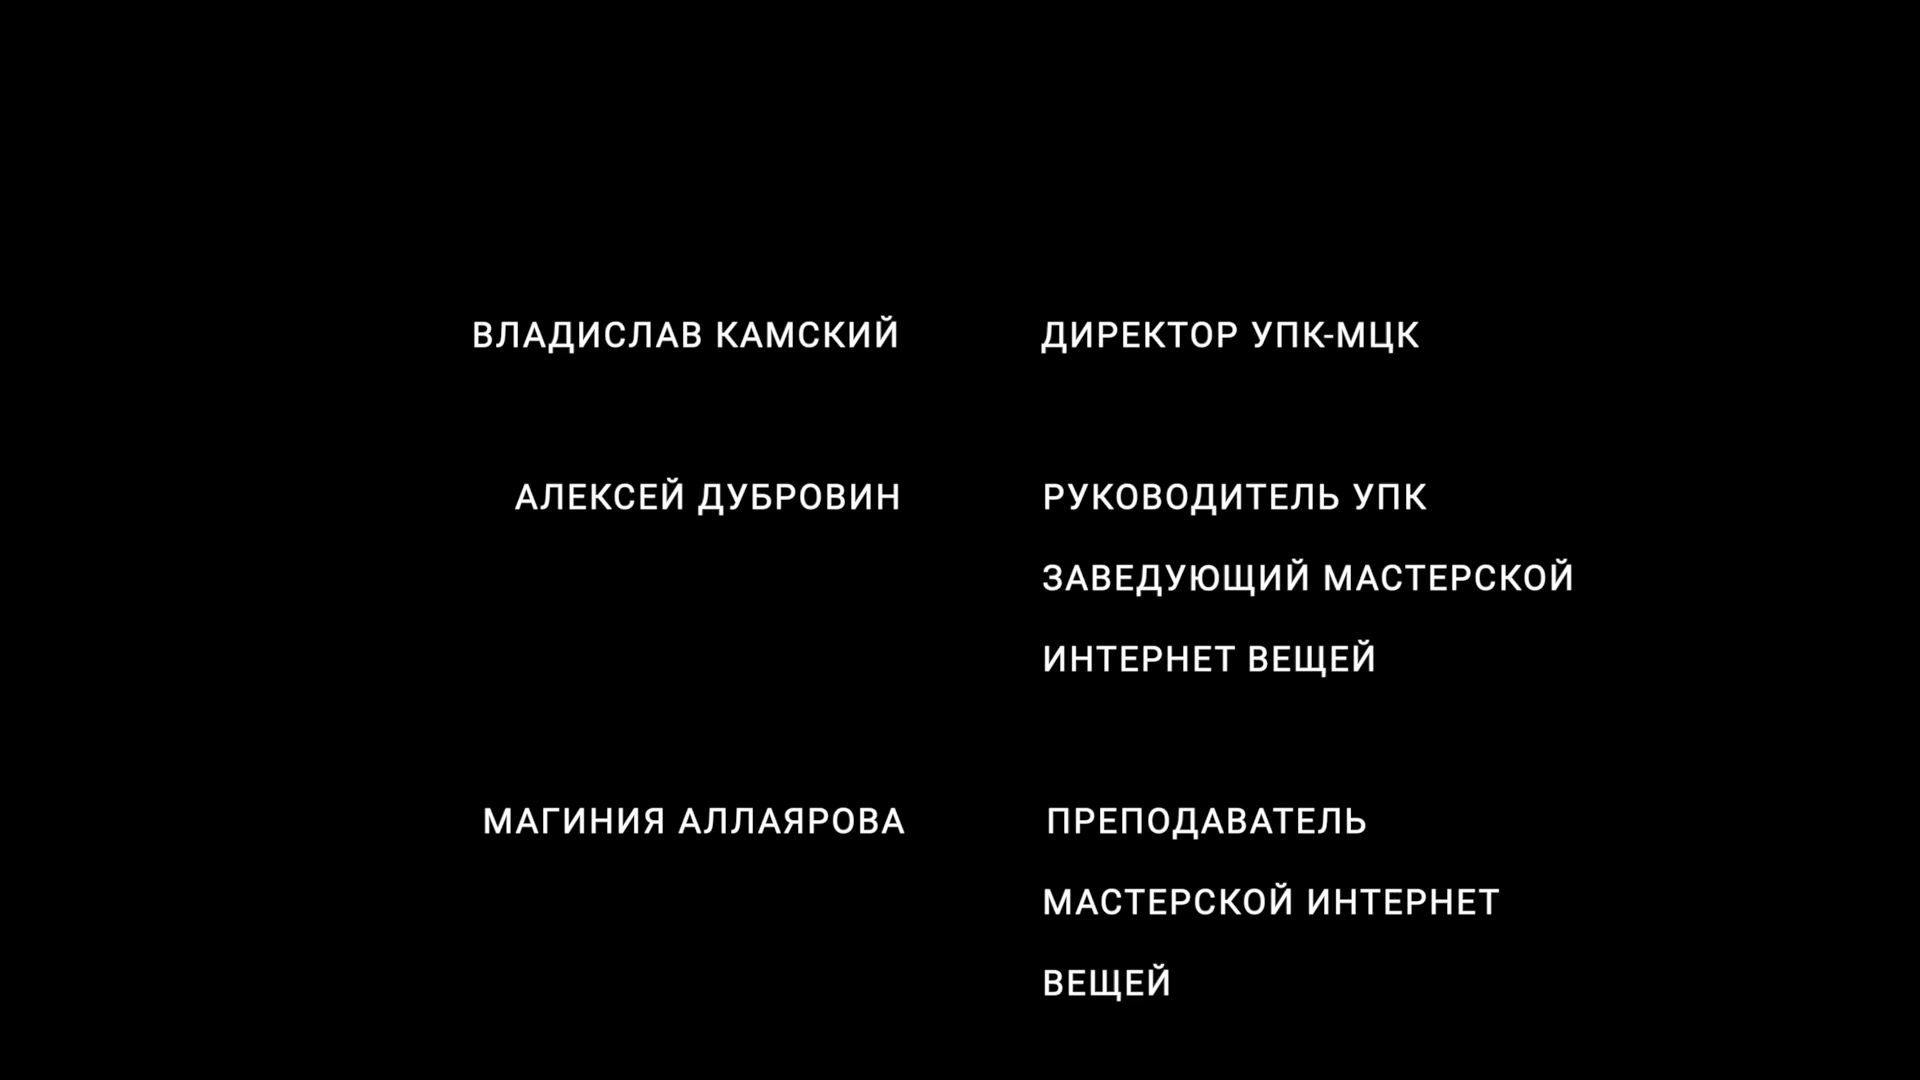 ВЛАДИСЛАВ КАМСКИЙ ДИРЕКТОР УПК-МЦК
АЛЕКСЕЙ ДУБРОВИН РУКОВОДИТЕЛЬ УПК
ЗАВЕДУЮЩИЙ МАСТЕРСКОЙ
ИНТЕРНЕТ ВЕЩЕЙ
МАГИНИЯ АЛЛАЯРОВА ПРЕПОДАВАТЕЛЬ
МАСТЕРСКОЙ ИНТЕРНЕТ
ВЕЩЕЙ